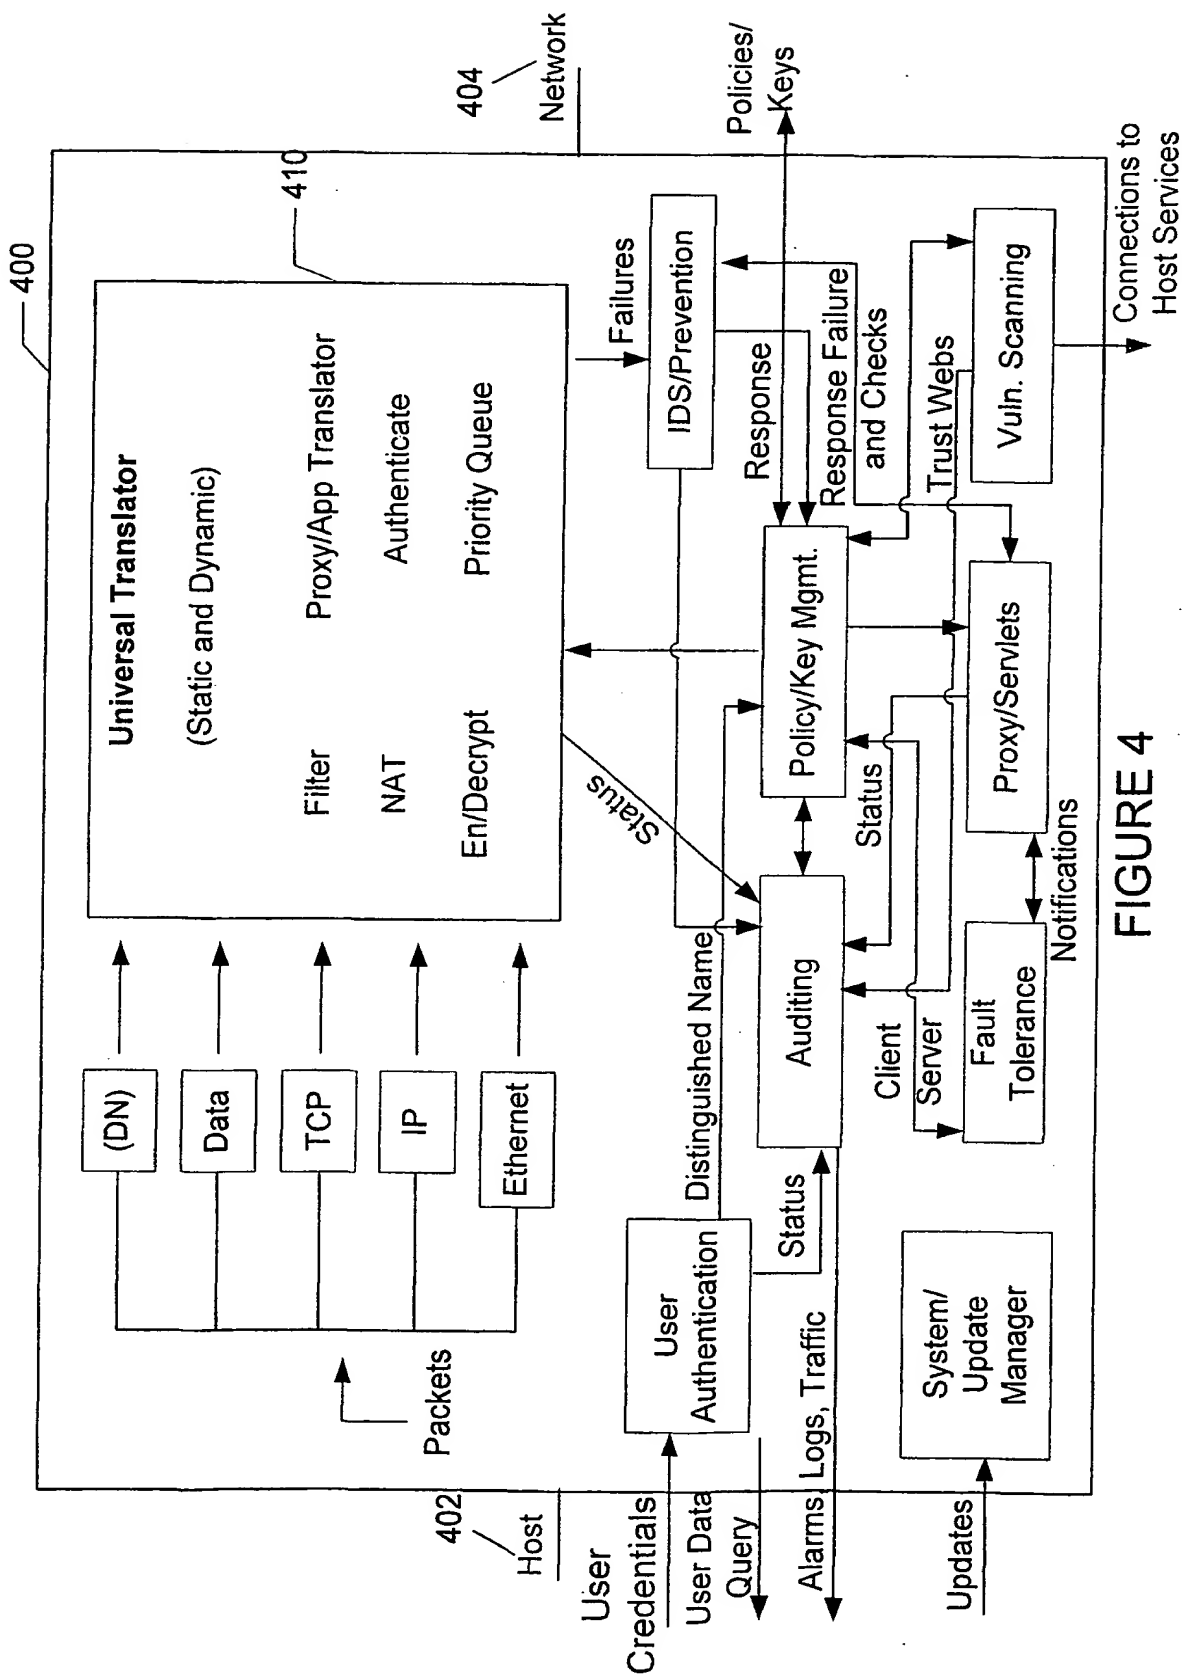 400
402
Host
404
Network
410
Universal Translator
(Static and Dynamic)
Filter
Proxy/App Translator
NAT
Authenticate
En/Decrypt
Priority Queue
(DN)
Data
TCP
IP
Ethernet
Packets
Failures
IDS/Prevention
Status
User
Credentials
User
Authentication
User Data
Query
Distinguished Name
Status
Alarms, Logs, Traffic
Auditing
Policy/Key Mgmt.
Response
Policies/
Keys
Response Failure
and Checks
Status
Client
Server
Trust Webs
Updates
System/
Update
Manager
Fault
Tolerance
Notifications
Proxy/Servlets
Vuln. Scanning
Connections to
Host Services
FIGURE 4